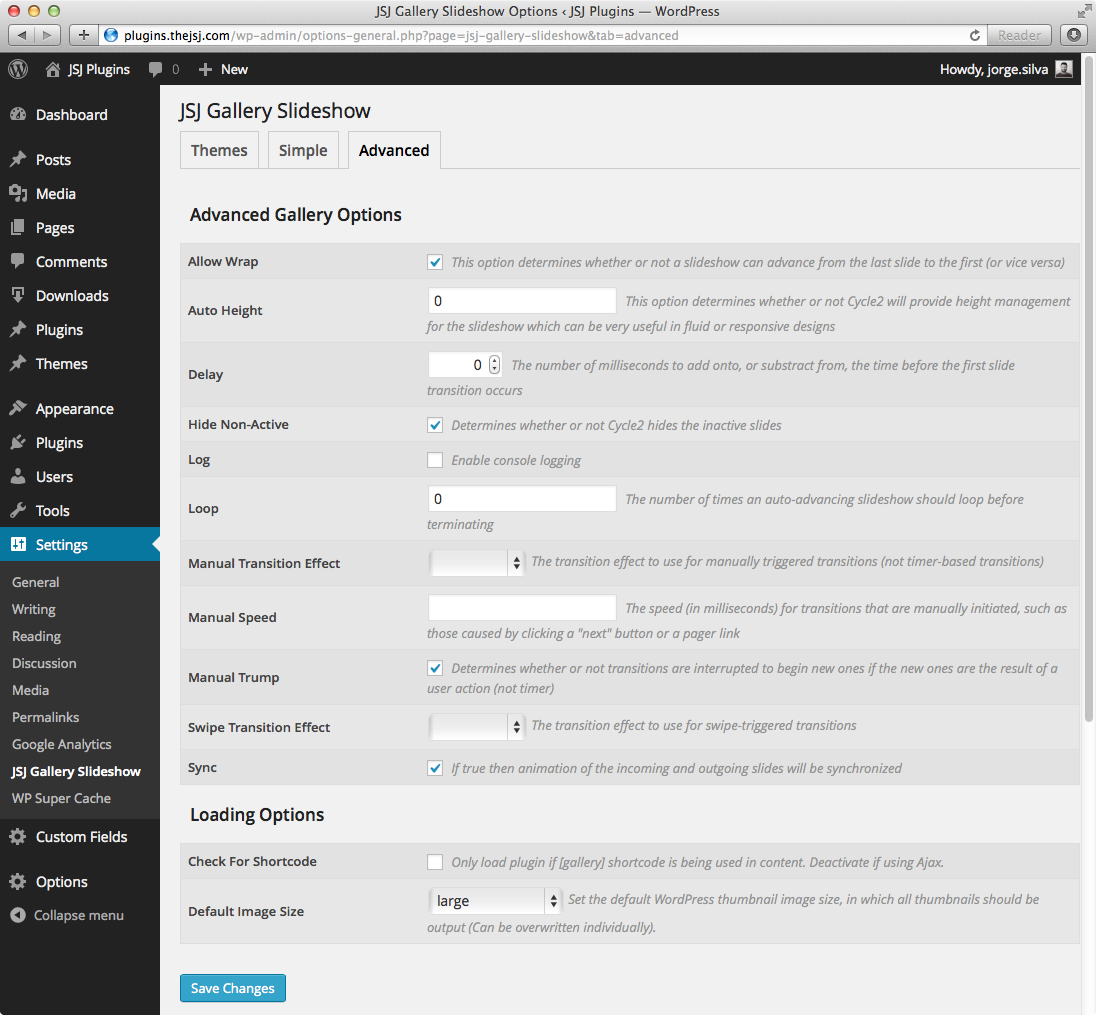 JSJ Gallery Slideshow Options ‹ JSJ Plugins — WordPress
plugins.thejsj.com/wp-admin/options-general.php?page=jsj-gallery-slideshow&tab=advanced
Reader
JSJ Plugins
0
New
Howdy, jorge.silva
Dashboard
Posts
Media
Pages
Comments
Downloads
Plugins
Themes
Appearance
Plugins
Users
Tools
Settings
General
Writing
Reading
Discussion
Media
Permalinks
Google Analytics
JSJ Gallery Slideshow
WP Super Cache
Custom Fields
Options
Collapse menu
JSJ Gallery Slideshow
Themes
Simple
Advanced
Advanced Gallery Options
Allow Wrap
This option determines whether or not a slideshow can advance from the last slide to the first (or vice versa)
Auto Height
0
This option determines whether or not Cycle2 will provide height management
for the slideshow which can be very useful in fluid or responsive designs
Delay
0
The number of milliseconds to add onto, or substract from, the time before the first slide
transition occurs
Hide Non-Active
Determines whether or not Cycle2 hides the inactive slides
Log
Enable console logging
Loop
0
The number of times an auto-advancing slideshow should loop before
terminating
Manual Transition Effect
The transition effect to use for manually triggered transitions (not timer-based transitions)
Manual Speed
The speed (in milliseconds) for transitions that are manually initiated, such as
those caused by clicking a "next" button or a pager link
Manual Trump
Determines whether or not transitions are interrupted to begin new ones if the new ones are the result of a
user action (not timer)
Swipe Transition Effect
The transition effect to use for swipe-triggered transitions
Sync
If true then animation of the incoming and outgoing slides will be synchronized
Loading Options
Check For Shortcode
Only load plugin if [gallery] shortcode is being used in content. Deactivate if using Ajax.
Default Image Size
large
Set the default WordPress thumbnail image size, in which all thumbnails should be
output (Can be overwritten individually).
Save Changes